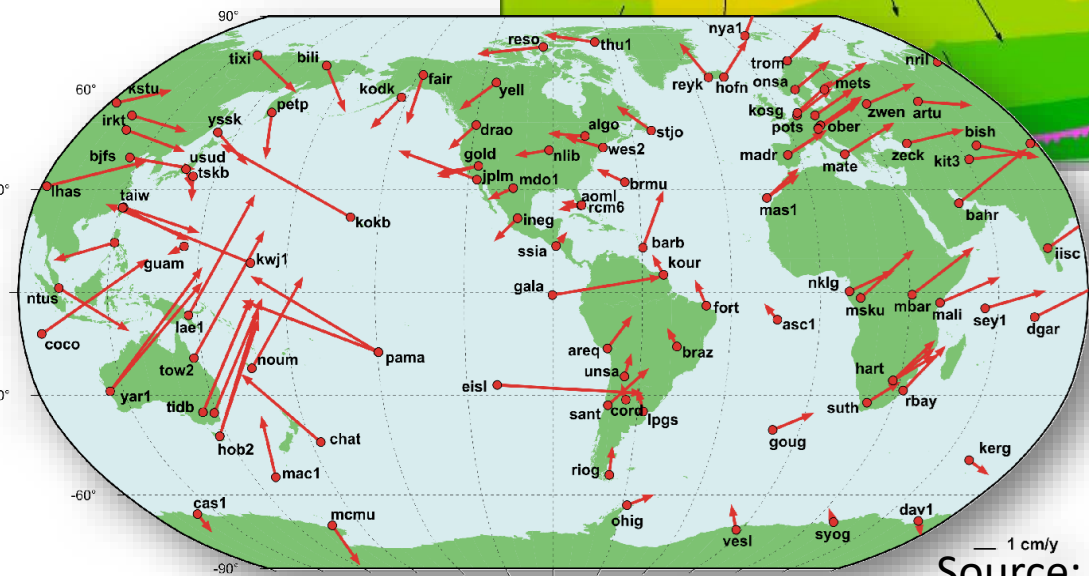 90°
nya1
reso
thu1
tixi
bili
trom
nril
fair
kodk
yell
reyk
hofn
onsa
mets
60°
kstu
petp
kosg
zwen
artu
irkt
yssk
drao
algo
stjo
pots
ober
bish
bjfs
usud
gold
nlib
wes2
madr
mate
zeck
kit3
tskb
jplm
lhas
mdo1
brmu
0°
taiw
aoml
rcm6
mas1
bahr
kokb
ineg
ssia
barb
iisc
guam
kwj1
kour
gala
nklg
ntus
msku
mbar
mali
sey1
dgar
lae1
fort
asc1
coco
noum
pama
areq
braz
tow2
unsa
hart
eisl
yar1
tidb
sant
cord
lpgs
suth
rbay
chat
goug
hob2
kerg
mac1
riog
-60°
cas1
mcmu
ohig
vesl
syog
dav1
1 cm/y
-90°
Source: